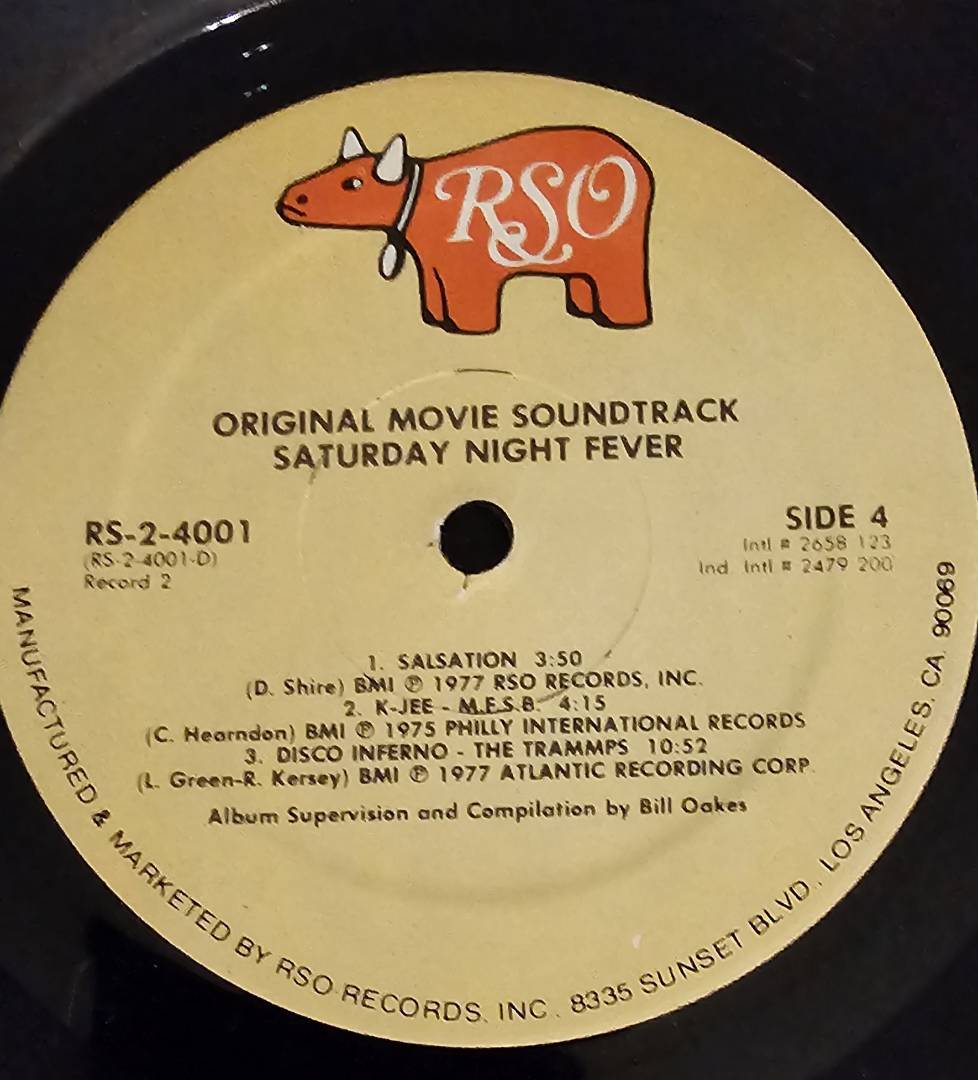 RSO
ORIGINAL MOVIE SOUNDTRACK
SATURDAY NIGHT FEVER
RS-2-4001
(RS-2-4001-D)
Record 2
SIDE 4
Intl # 2658 123
Ind Intl # 2479 200
1. SALSATION 3:50
(D. Shire) BMI ℗ 1977 RSO RECORDS, INC.
2. K-JEE - M.F.S.B. 4:15
(C. Hearndon) BMI ℗ 1975 PHILLY INTERNATIONAL RECORDS
3. DISCO INFERNO - THE TRAMMPS 10:52
(L. Green-R. Kersey) BMI ℗ 1977 ATLANTIC RECORDING CORP.
Album Supervision and Compilation by Bill Oakes
MANUFACTURED & MARKETED BY RSO RECORDS, INC. 8335 SUNSET BLVD., LOS ANGELES, CA. 90069